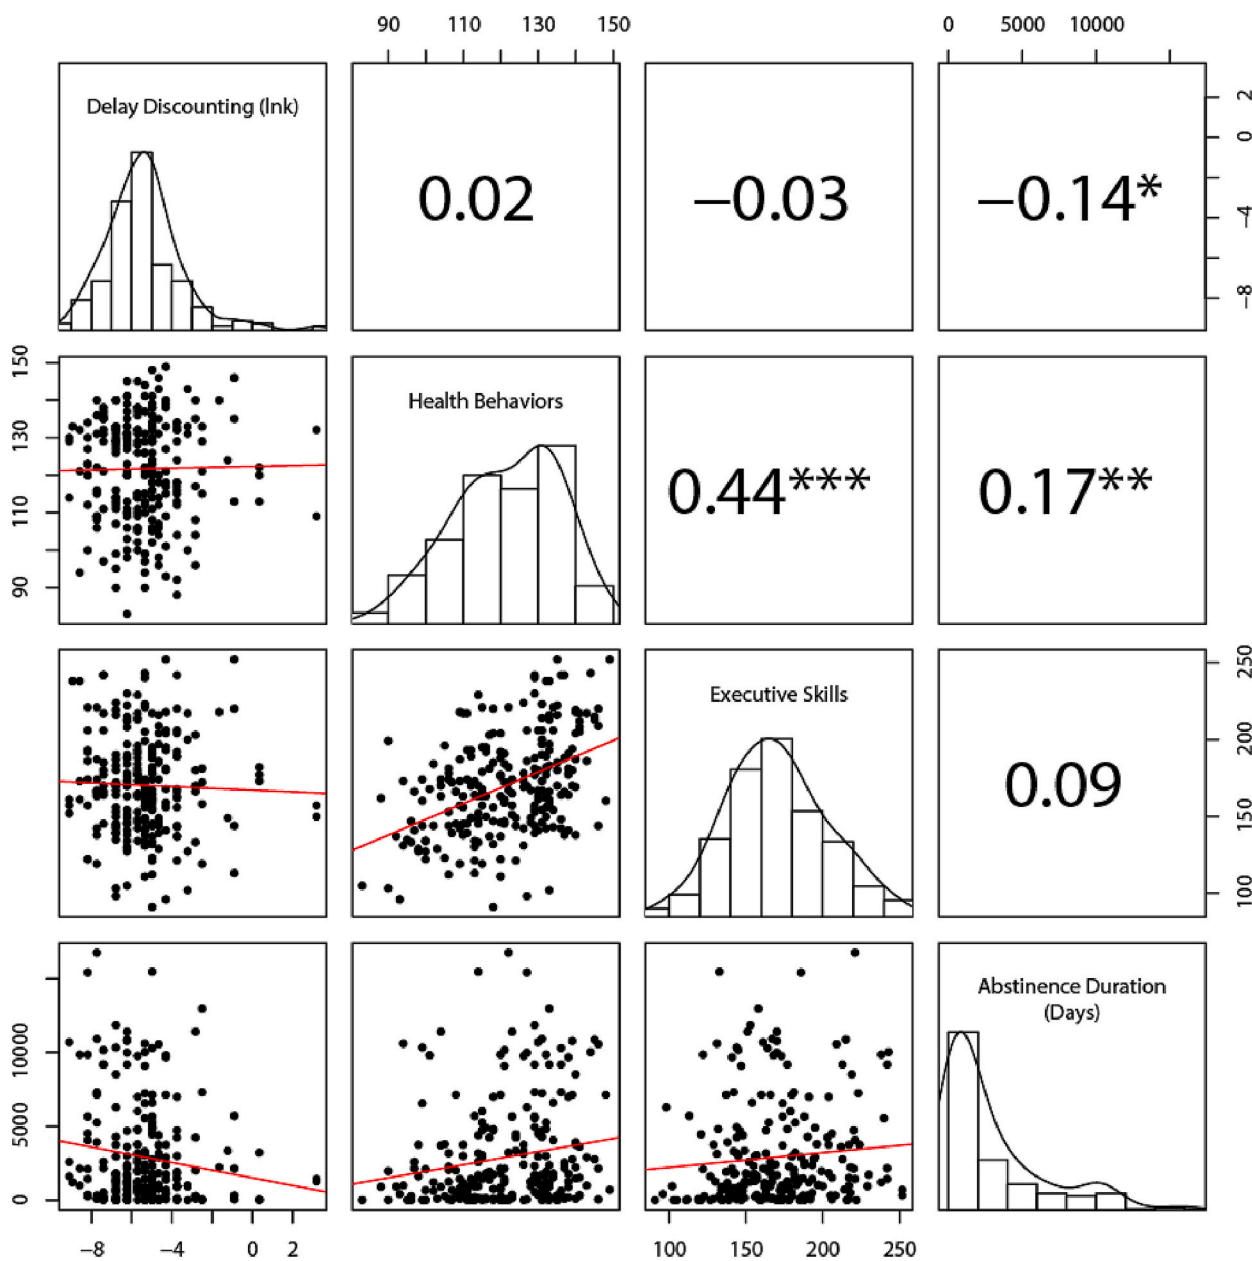 90 110 130 150
0 5000 10000
Delay Discounting (lnk)
0.02
−0.03
−0.14*
2
0
−4
−8
150
130
110
90
Health Behaviors
0.44***
0.17**
Executive Skills
0.09
250
200
150
100
10000
5000
0
Abstinence Duration
(Days)
−8 −4 0 2
100 150 200 250